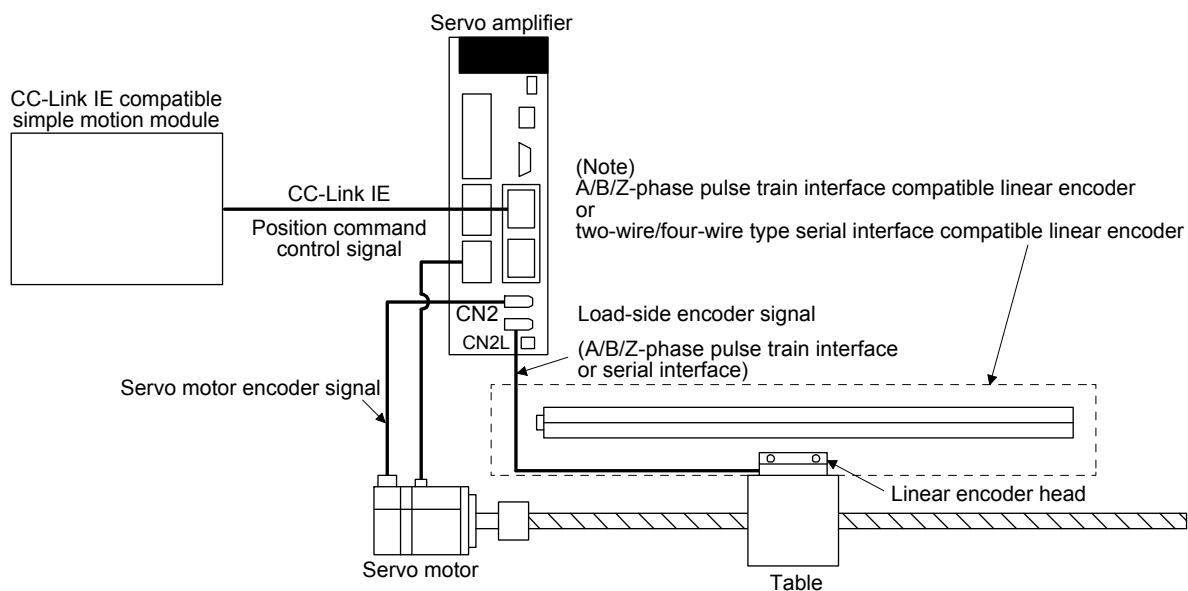 Servo amplifier
CC-Link IE compatible
simple motion module
CC-Link IE
Position command
control signal
(Note)
A/B/Z-phase pulse train interface compatible linear encoder
or
two-wire/four-wire type serial interface compatible linear encoder
CN2
CN2L
Load-side encoder signal
(A/B/Z-phase pulse train interface
or serial interface)
Servo motor encoder signal
Linear encoder head
Servo motor
Table